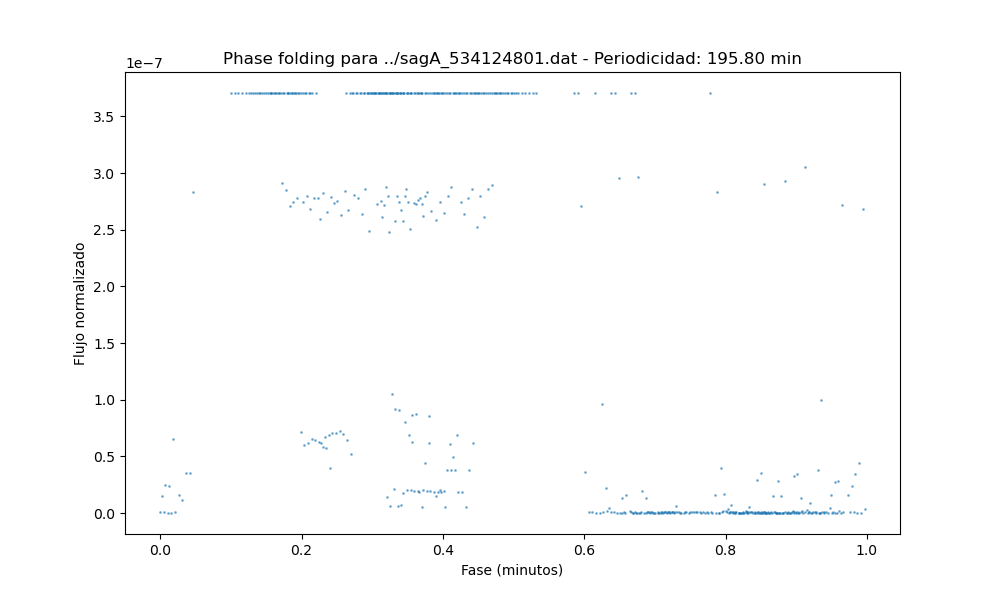 Phase folding para ../sagA_534124801.dat - Periodicidad: 195.80 min
1e−7
3.5
3.0
2.5
2.0
1.5
1.0
0.5
0.0
Flujo normalizado
0.0 0.2 0.4 0.6 0.8 1.0
Fase (minutos)